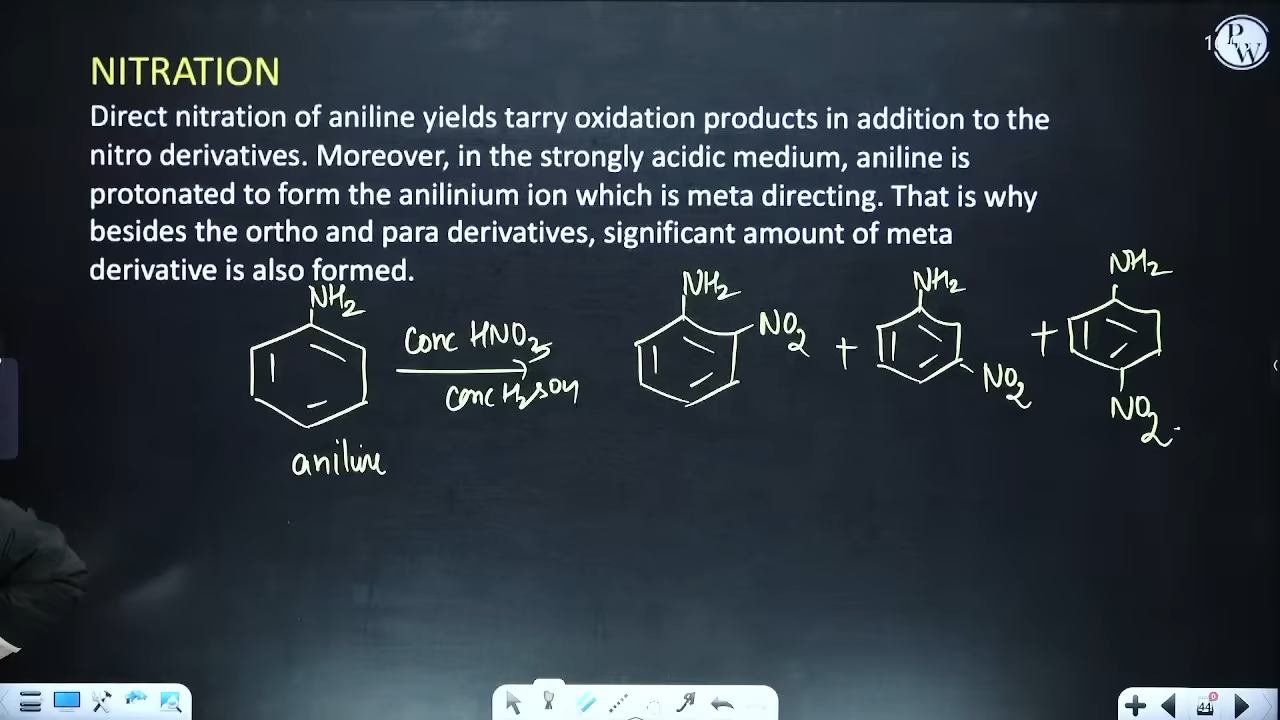 NITRATION
Direct nitration of aniline yields tarry oxidation products in addition to the
nitro derivatives. Moreover, in the strongly acidic medium, aniline is
protonated to form the anilinium ion which is meta directing. That is why
besides the ortho and para derivatives, significant amount of meta
derivative is also formed.
NH2 NH2 NH2 NH2
Conc HNO3 NO2 + +
Conc H2SO4 NO2 NO2
aniline
PW
44